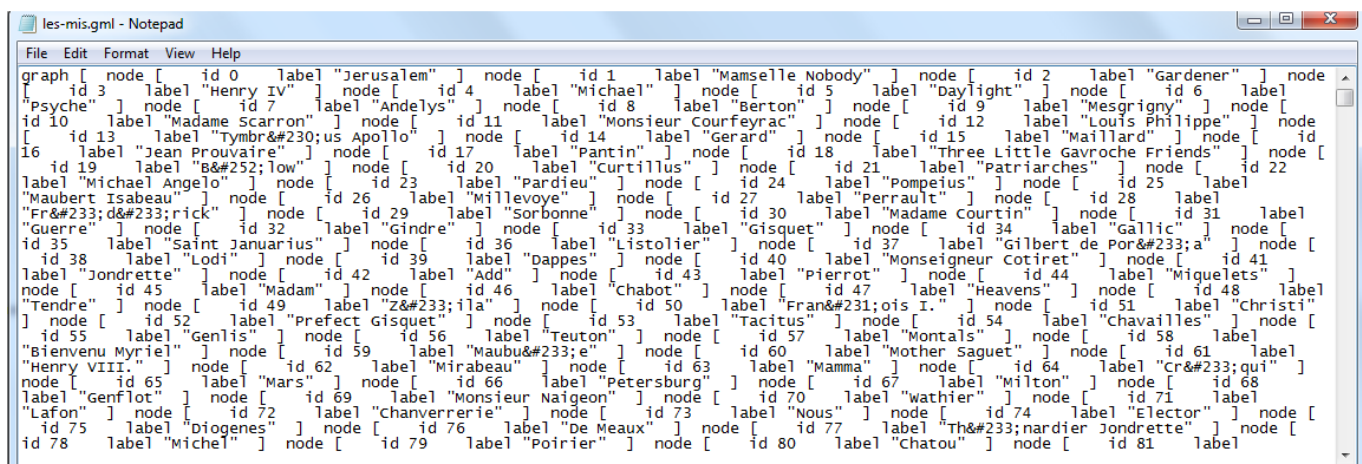 les-mis.gml - Notepad
File Edit Format View Help
graph [ node [ id 0 label "Jerusalem" ] node [ id 1 label "Mamselle Nobody" ] node [ id 2 label "Gardener" ] node
[ id 3 label "Henry IV" ] node [ id 4 label "Michael" ] node [ id 5 label "Daylight" ] node [ id 6 label
"Psyche" ] node [ id 7 label "Andelys" ] node [ id 8 label "Berton" ] node [ id 9 label "Mesgrigny" ] node [
id 10 label "Madame Scarron" ] node [ id 11 label "Monsieur Courfeyrac" ] node [ id 12 label "Louis Philippe" ] node
[ id 13 label "Tymbr&#230;us Apollo" ] node [ id 14 label "Gerard" ] node [ id 15 label "Maillard" ] node [ id
16 label "Jean Prouvaire" ] node [ id 17 label "Pantin" ] node [ id 18 label "Three Little Gavroche Friends" ] node [
id 19 label "B&#252;low" ] node [ id 20 label "Curtillus" ] node [ id 21 label "Patriarches" ] node [ id 22
label "Michael Angelo" ] node [ id 23 label "Pardieu" ] node [ id 24 label "Pompeius" ] node [ id 25 label
"Maubert Isabeau" ] node [ id 26 label "Millevoye" ] node [ id 27 label "Perrault" ] node [ id 28 label
"Fr&#233;d&#233;rick" ] node [ id 29 label "Sorbonne" ] node [ id 30 label "Madame Courtin" ] node [ id 31 label
"Guerre" ] node [ id 32 label "Gindre" ] node [ id 33 label "Gisquet" ] node [ id 34 label "Gallic" ] node [
id 35 label "Saint Januarius" ] node [ id 36 label "Listolier" ] node [ id 37 label "Gilbert de Por&#233;a" ] node [
id 38 label "Lodi" ] node [ id 39 label "Dappes" ] node [ id 40 label "Monseigneur Cotiret" ] node [ id 41
label "Jondrette" ] node [ id 42 label "Add" ] node [ id 43 label "Pierrot" ] node [ id 44 label "Miquelets" ]
node [ id 45 label "Madam" ] node [ id 46 label "Chabot" ] node [ id 47 label "Heavens" ] node [ id 48 label
"Tendre" ] node [ id 49 label "Z&#233;ila" ] node [ id 50 label "Fran&#231;ois I." ] node [ id 51 label "Christi"
] node [ id 52 label "Prefect Gisquet" ] node [ id 53 label "Tacitus" ] node [ id 54 label "Chavailles" ] node [
id 55 label "Genlis" ] node [ id 56 label "Teuton" ] node [ id 57 label "Montals" ] node [ id 58 label
"Bienvenu Myriel" ] node [ id 59 label "Maubu&#233;e" ] node [ id 60 label "Mother Saguet" ] node [ id 61 label
"Henry VIII." ] node [ id 62 label "Mirabeau" ] node [ id 63 label "Mamma" ] node [ id 64 label "Cr&#233;qui" ]
node [ id 65 label "Mars" ] node [ id 66 label "Petersburg" ] node [ id 67 label "Milton" ] node [ id 68
label "Genflot" ] node [ id 69 label "Monsieur Naigeon" ] node [ id 70 label "Wathier" ] node [ id 71 label
"Lafon" ] node [ id 72 label "Chanverrerie" ] node [ id 73 label "Nous" ] node [ id 74 label "Elector" ] node [
id 75 label "Diogenes" ] node [ id 76 label "De Meaux" ] node [ id 77 label "Th&#233;nardier Jondrette" ] node [
id 78 label "Michel" ] node [ id 79 label "Poirier" ] node [ id 80 label "Chatou" ] node [ id 81 label